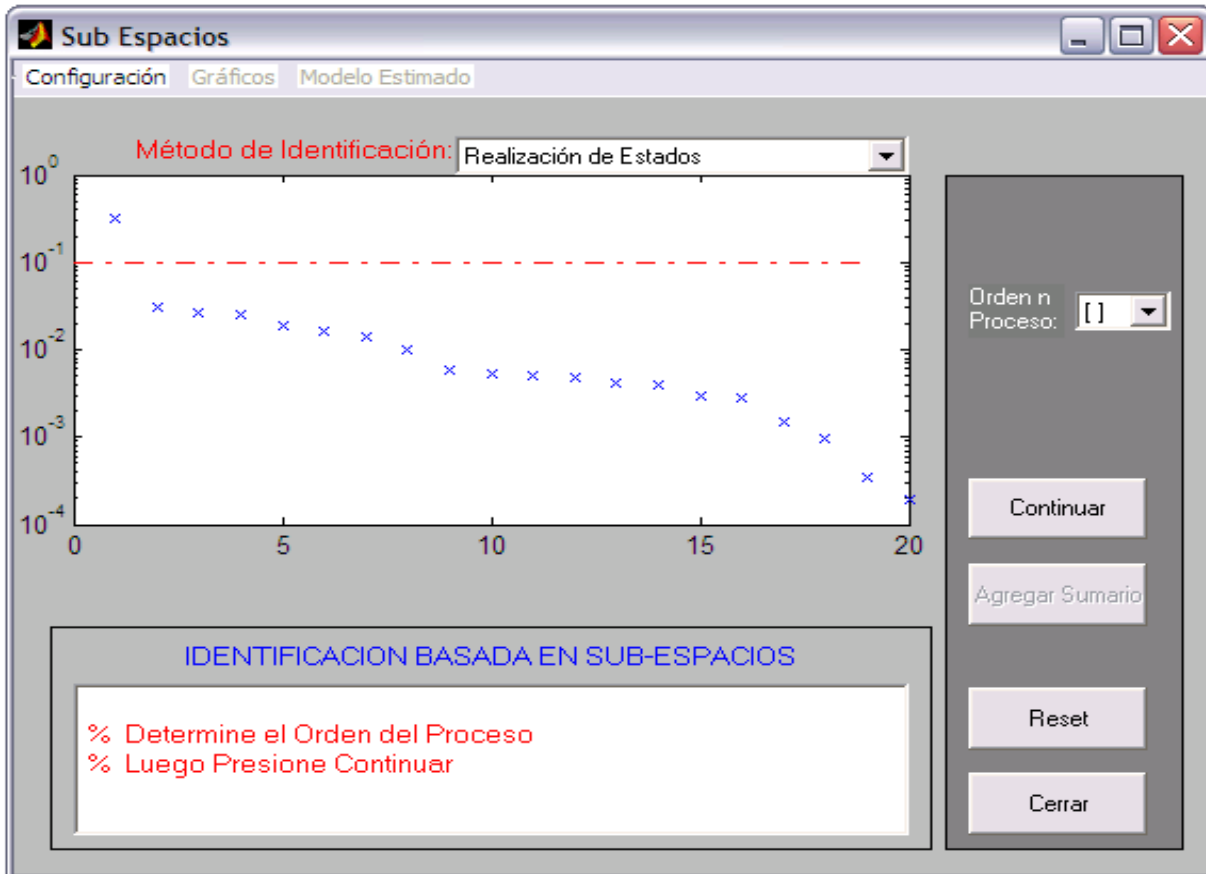 Sub Espacios
Configuración Gráficos Modelo Estimado
Método de Identificación: Realización de Estados
10^0
10^-1
10^-2
10^-3
10^-4
0 5 10 15 20
Orden n
Proceso: [ ]
Continuar
Agregar Sumario
Reset
Cerrar
IDENTIFICACION BASADA EN SUB-ESPACIOS
% Determine el Orden del Proceso
% Luego Presione Continuar